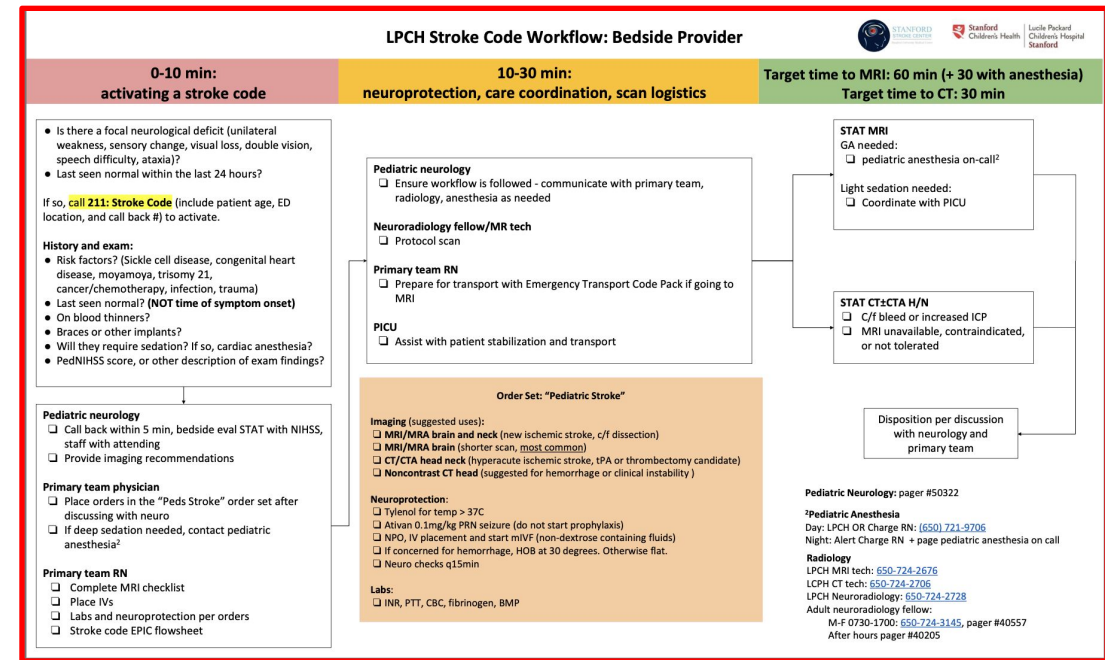 LPCH Stroke Code Workflow: Bedside Provider
STANFORD
STROKE CENTER
Stanford
Children's Health
Lucile Packard
Children's Hospital
Stanford
0-10 min:
activating a stroke code
10-30 min:
neuroprotection, care coordination, scan logistics
Target time to MRI: 60 min (+ 30 with anesthesia)
Target time to CT: 30 min
● Is there a focal neurological deficit (unilateral
weakness, sensory change, visual loss, double vision,
speech difficulty, ataxia)?
● Last seen normal within the last 24 hours?
If so, call 211: Stroke Code (include patient age, ED
location, and call back #) to activate.
History and exam:
● Risk factors? (Sickle cell disease, congenital heart
disease, moyamoya, trisomy 21,
cancer/chemotherapy, infection, trauma)
● Last seen normal? (NOT time of symptom onset)
● On blood thinners?
● Braces or other implants?
● Will they require sedation? If so, cardiac anesthesia?
● PedNIHSS score, or other description of exam findings?
Pediatric neurology
❏ Call back within 5 min, bedside eval STAT with NIHSS,
staff with attending
❏ Provide imaging recommendations
Primary team physician
❏ Place orders in the "Peds Stroke" order set after
discussing with neuro
❏ If deep sedation needed, contact pediatric
anesthesia²
Primary team RN
❏ Complete MRI checklist
❏ Place IVs
❏ Labs and neuroprotection per orders
❏ Stroke code EPIC flowsheet
Pediatric neurology
❏ Ensure workflow is followed - communicate with primary team,
radiology, anesthesia as needed
Neuroradiology fellow/MR tech
❏ Protocol scan
Primary team RN
❏ Prepare for transport with Emergency Transport Code Pack if going to
MRI
PICU
❏ Assist with patient stabilization and transport
Order Set: "Pediatric Stroke"
Imaging (suggested uses):
❏ MRI/MRA brain and neck (new ischemic stroke, c/f dissection)
❏ MRI/MRA brain (shorter scan, most common)
❏ CT/CTA head neck (hyperacute ischemic stroke, tPA or thrombectomy candidate)
❏ Noncontrast CT head (suggested for hemorrhage or clinical instability )
Neuroprotection:
❏ Tylenol for temp > 37C
❏ Ativan 0.1mg/kg PRN seizure (do not start prophylaxis)
❏ NPO, IV placement and start mIVF (non-dextrose containing fluids)
❏ If concerned for hemorrhage, HOB at 30 degrees. Otherwise flat.
❏ Neuro checks q15min
Labs:
❏ INR, PTT, CBC, fibrinogen, BMP
STAT MRI
GA needed:
❏ pediatric anesthesia on-call²
Light sedation needed:
❏ Coordinate with PICU
STAT CT±CTA H/N
❏ C/f bleed or increased ICP
❏ MRI unavailable, contraindicated,
or not tolerated
Disposition per discussion
with neurology and
primary team
Pediatric Neurology: pager #50322
²Pediatric Anesthesia
Day: LPCH OR Charge RN: (650) 721-9706
Night: Alert Charge RN + page pediatric anesthesia on call
Radiology
LPCH MRI tech: 650-724-2676
LCPH CT tech: 650-724-2706
LPCH Neuroradiology: 650-724-2728
Adult neuroradiology fellow:
M-F 0730-1700: 650-724-3145, pager #40557
After hours pager #40205